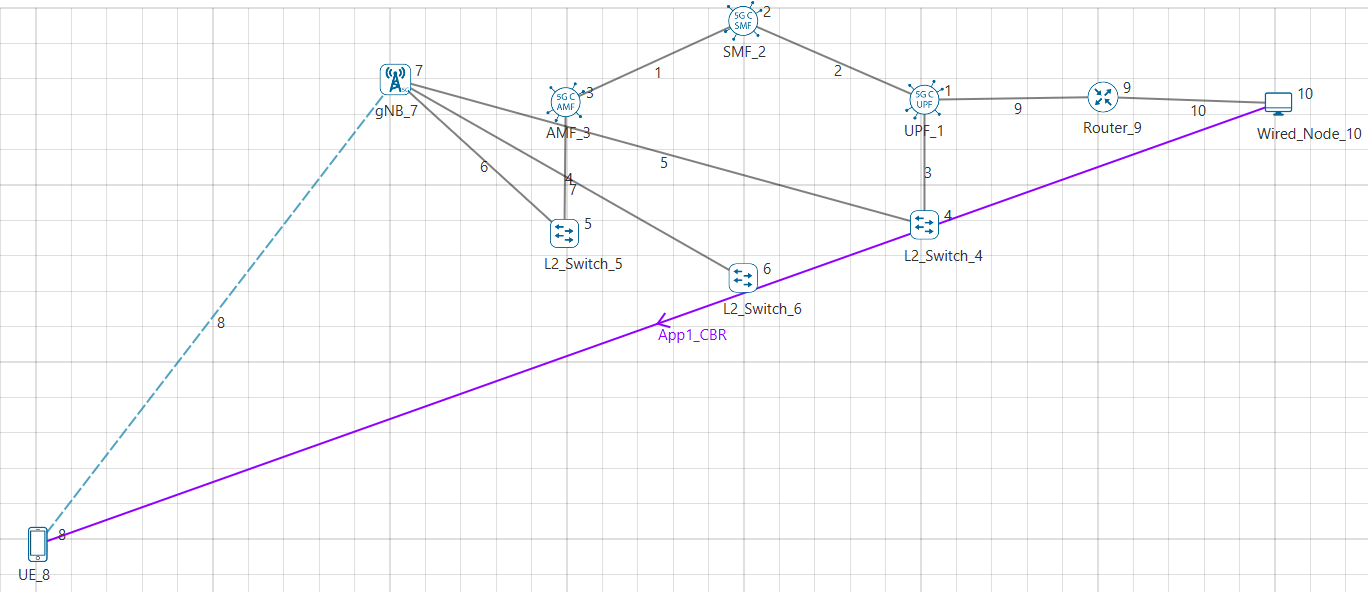 5G C
SMF
2
SMF_2
7
5G
gNB_7
5G C
AMF
3
AMF_3
1
2
5G C
UPF
1
UPF_1
9
9
Router_9
10
10
Wired_Node_10
6
4
7
5
3
5
L2_Switch_5
6
L2_Switch_6
4
L2_Switch_4
8
App1_CBR
8
UE_8